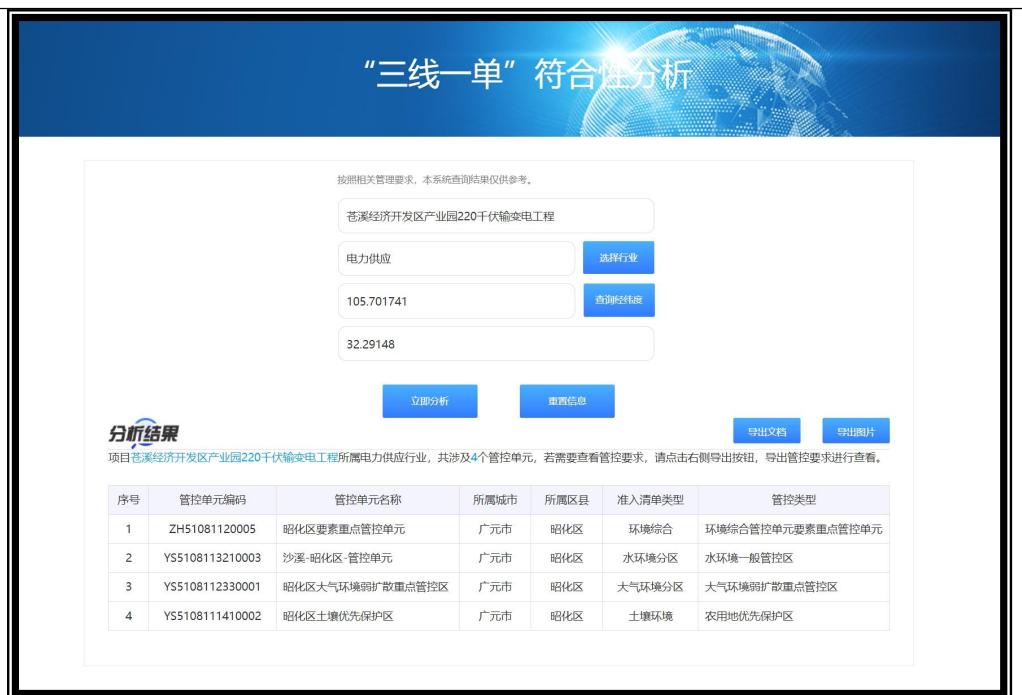 “三线一单”符合性分析
按照相关管理要求，本系统查询结果仅供参考。
苍溪经济开发区产业园220千伏输变电工程
电力供应 选择行业
105.701741 查询经纬度
32.29148
立即分析 重置信息
分析结果 导出文档 导出图片
项目苍溪经济开发区产业园220千伏输变电工程所属电力供应行业，共涉及4个管控单元，若需要查看管控要求，请点击右侧导出按钮，导出管控要求进行查看。
序号 管控单元编码 管控单元名称 所属城市 所属区县 准入清单类型 管控类型
1 ZH51081120005 昭化区要素重点管控单元 广元市 昭化区 环境综合 环境综合管控单元要素重点管控单元
2 YS5108113210003 沙溪-昭化区-管控单元 广元市 昭化区 水环境分区 水环境一般管控区
3 YS5108112330001 昭化区大气环境弱扩散重点管控区 广元市 昭化区 大气环境分区 大气环境弱扩散重点管控区
4 YS5108111410002 昭化区土壤优先保护区 广元市 昭化区 土壤环境 农用地优先保护区